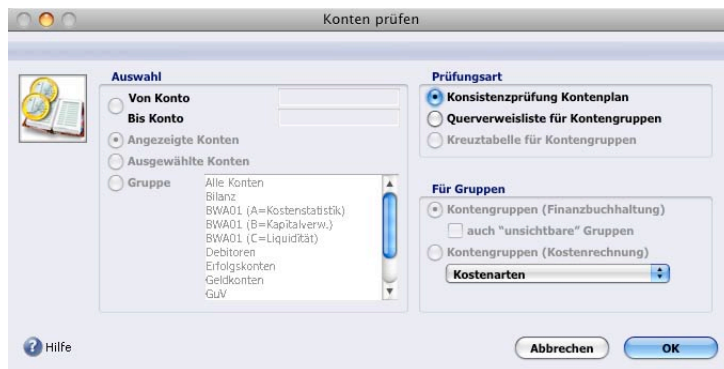 Konten prüfen
Auswahl
Von Konto
Bis Konto
Angezeigte Konten
Ausgewählte Konten
Gruppe
Alle Konten
Bilanz
BWA01 (A=Kostenstatistik)
BWA01 (B=Kapitalverw.)
BWA01 (C=Liquidität)
Debitoren
Erfolgskonten
Geldkonten
GuV
Prüfungsart
Konsistenzprüfung Kontenplan
Querverweisliste für Kontengruppen
Kreuztabelle für Kontengruppen
Für Gruppen
Kontengruppen (Finanzbuchhaltung)
auch "unsichtbare" Gruppen
Kontengruppen (Kostenrechnung)
Kostenarten
? Hilfe
Abbrechen
OK